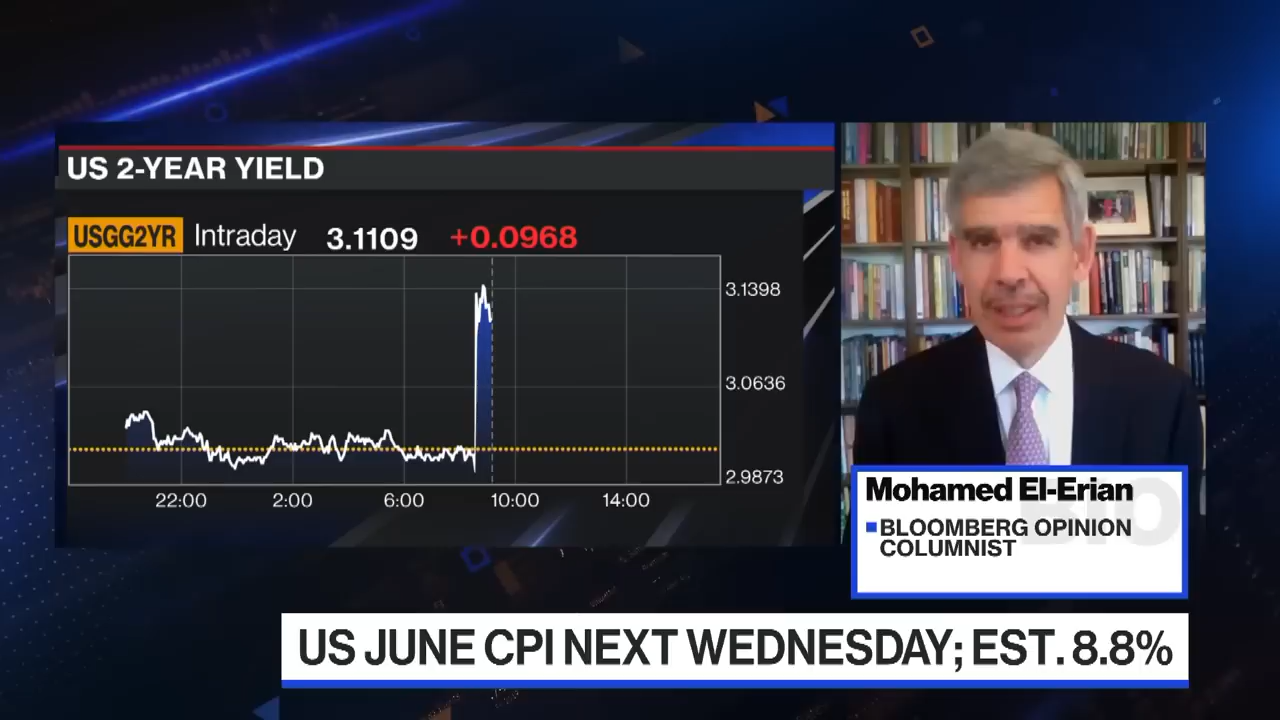 US 2-YEAR YIELD
USGG2YR Intraday 3.1109 +0.0968
3.1398
3.0636
2.9873
22:00 2:00 6:00 10:00 14:00
Mohamed El-Erian
BLOOMBERG OPINION
COLUMNIST
BIO
US JUNE CPI NEXT WEDNESDAY; EST. 8.8%